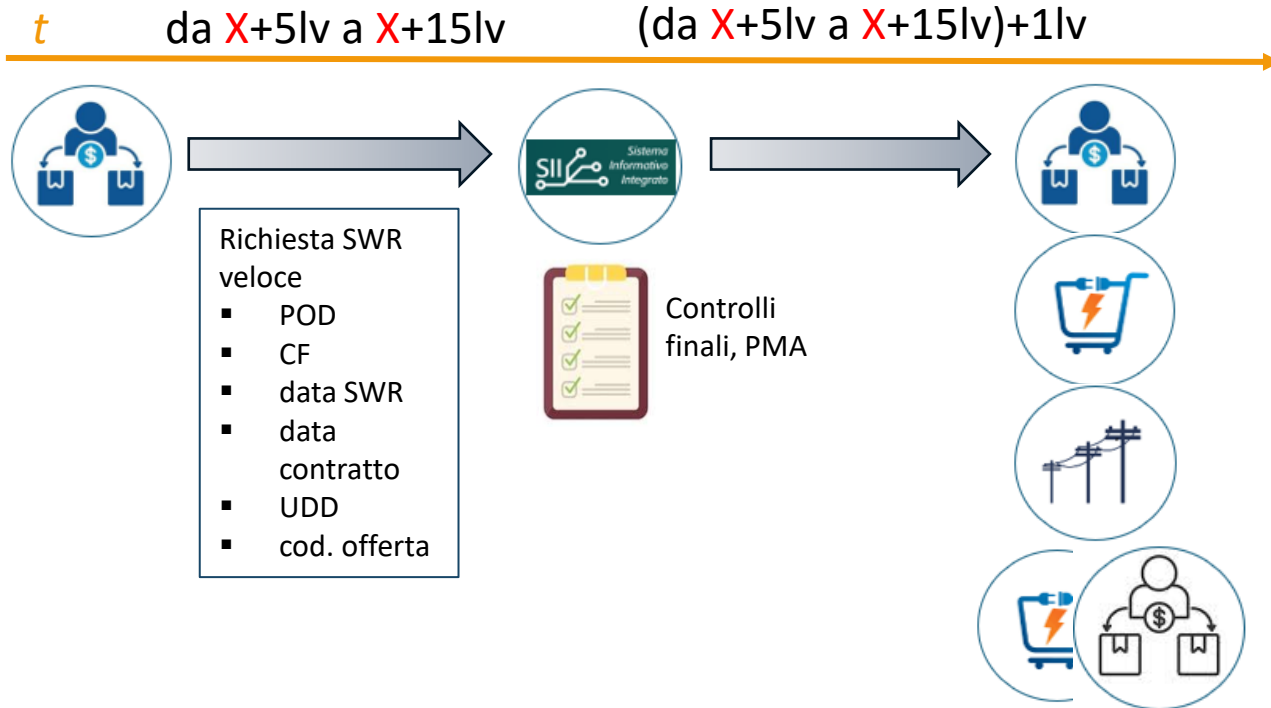 t
da X+5lv a X+15lv
(da X+5lv a X+15lv)+1lv
SII
Sistema
Informativo
Integrato
Richiesta SWR
veloce
▪ POD
▪ CF
▪ data SWR
▪ data
contratto
▪ UDD
▪ cod. offerta
Controlli
finali, PMA
$
$
$